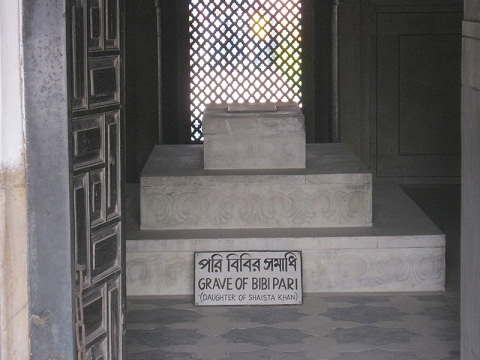 পরি বিবির সমাধি
GRAVE OF BIBI PARI
(DAUGHTER OF SHAISTA KHAN)